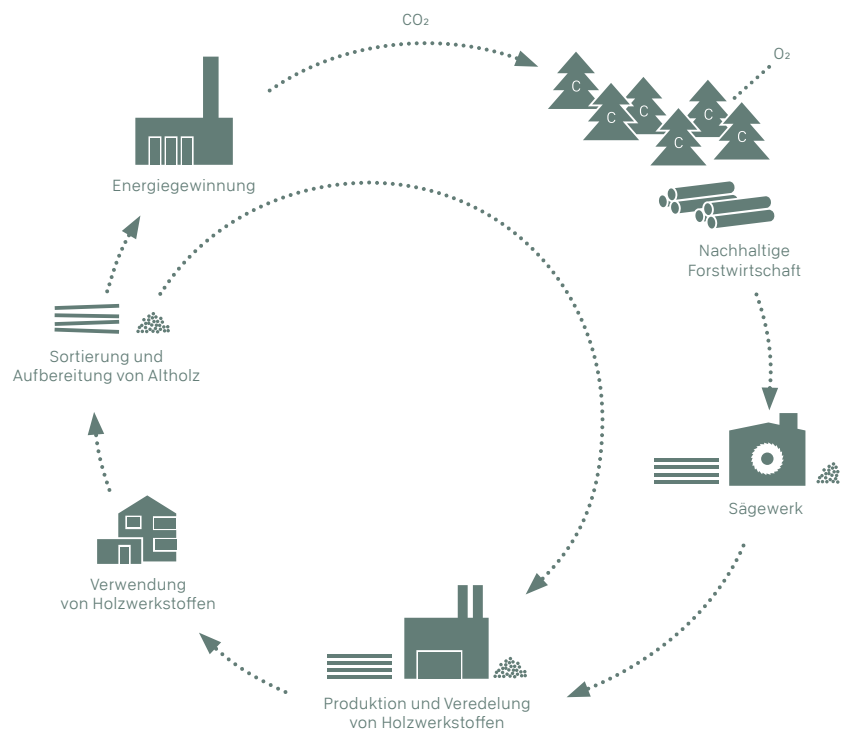 CO₂
O₂
C
C
C
C
C
C
Energiegewinnung
Nachhaltige
Forstwirtschaft
Sortierung und
Aufbereitung von Altholz
Sägewerk
Verwendung
von Holzwerkstoffen
Produktion und Veredelung
von Holzwerkstoffen